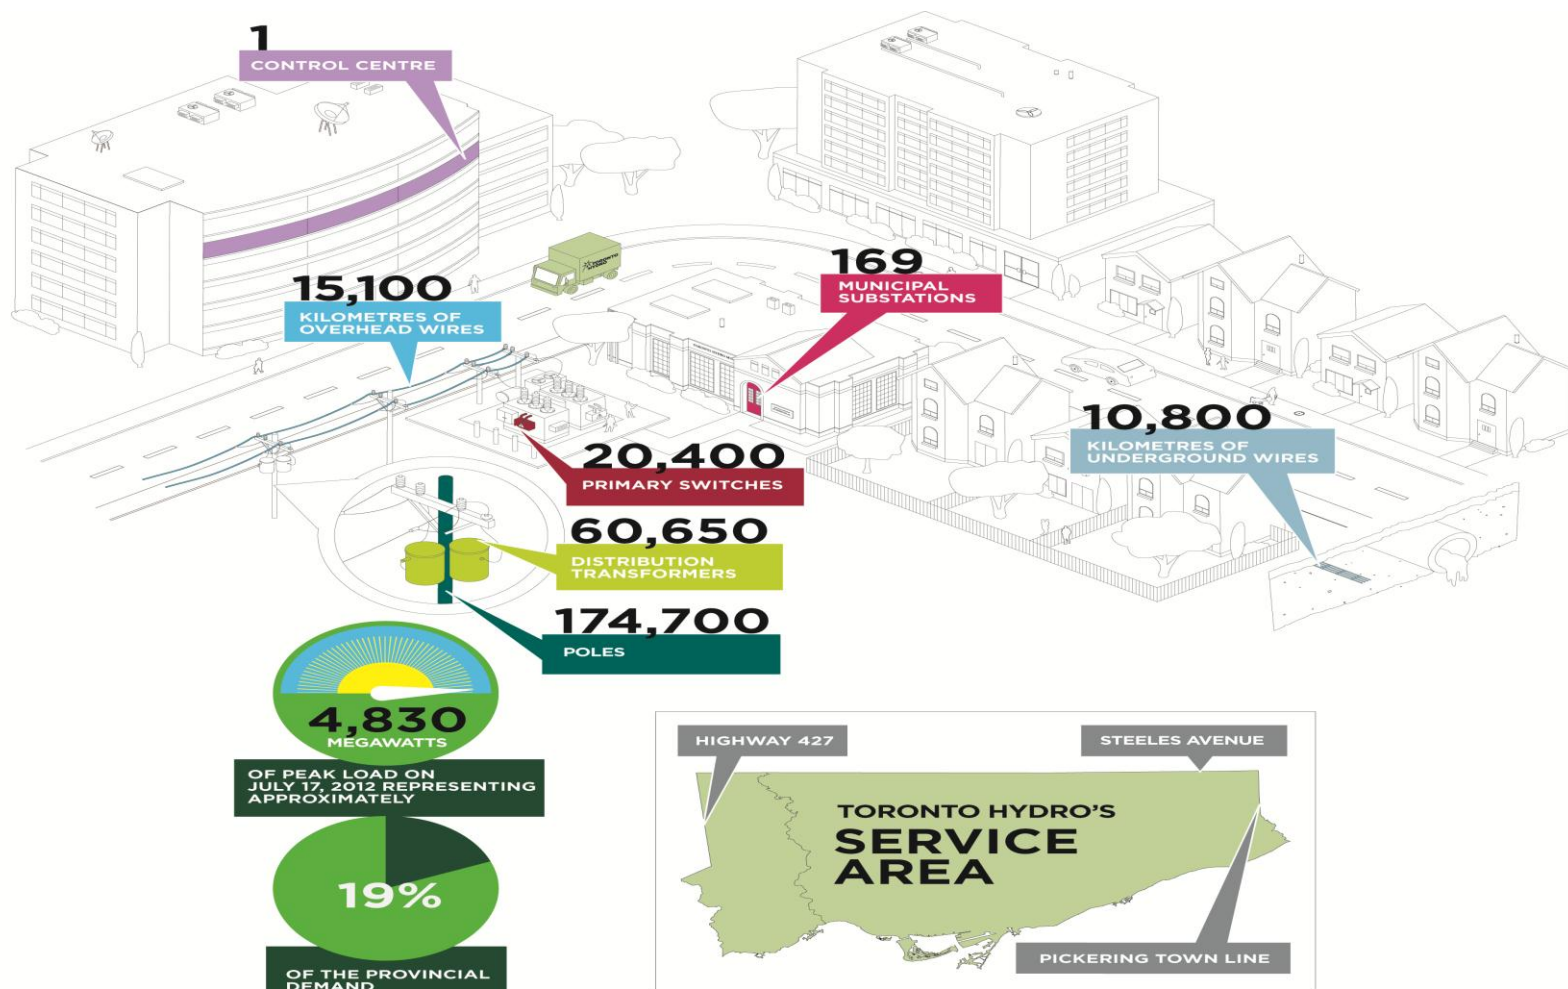 1
CONTROL CENTRE
TORONTO
HYDRO
15,100
KILOMETRES OF
OVERHEAD WIRES
169
MUNICIPAL
SUBSTATIONS
10,800
KILOMETRES OF
UNDERGROUND WIRES
20,400
PRIMARY SWITCHES
60,650
DISTRIBUTION
TRANSFORMERS
174,700
POLES
4,830
MEGAWATTS
OF PEAK LOAD ON
JULY 17, 2012 REPRESENTING
APPROXIMATELY
19%
OF THE PROVINCIAL
DEMAND
HIGHWAY 427
STEELES AVENUE
TORONTO HYDRO'S
SERVICE
AREA
PICKERING TOWN LINE